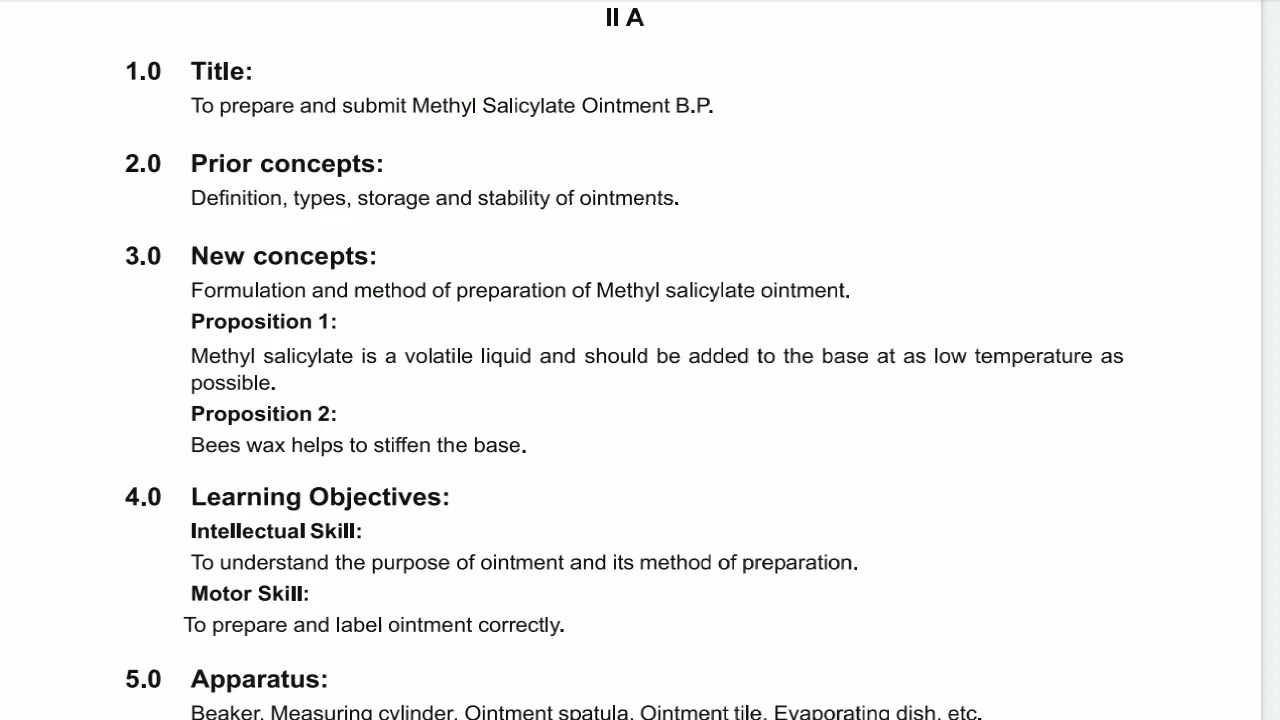 II A
1.0 Title:
To prepare and submit Methyl Salicylate Ointment B.P.
2.0 Prior concepts:
Definition, types, storage and stability of ointments.
3.0 New concepts:
Formulation and method of preparation of Methyl salicylate ointment.
Proposition 1:
Methyl salicylate is a volatile liquid and should be added to the base at as low temperature as
possible.
Proposition 2:
Bees wax helps to stiffen the base.
4.0 Learning Objectives:
Intellectual Skill:
To understand the purpose of ointment and its method of preparation.
Motor Skill:
To prepare and label ointment correctly.
5.0 Apparatus:
Beaker, Measuring cylinder, Ointment spatula, Ointment tile, Evaporating dish, etc.